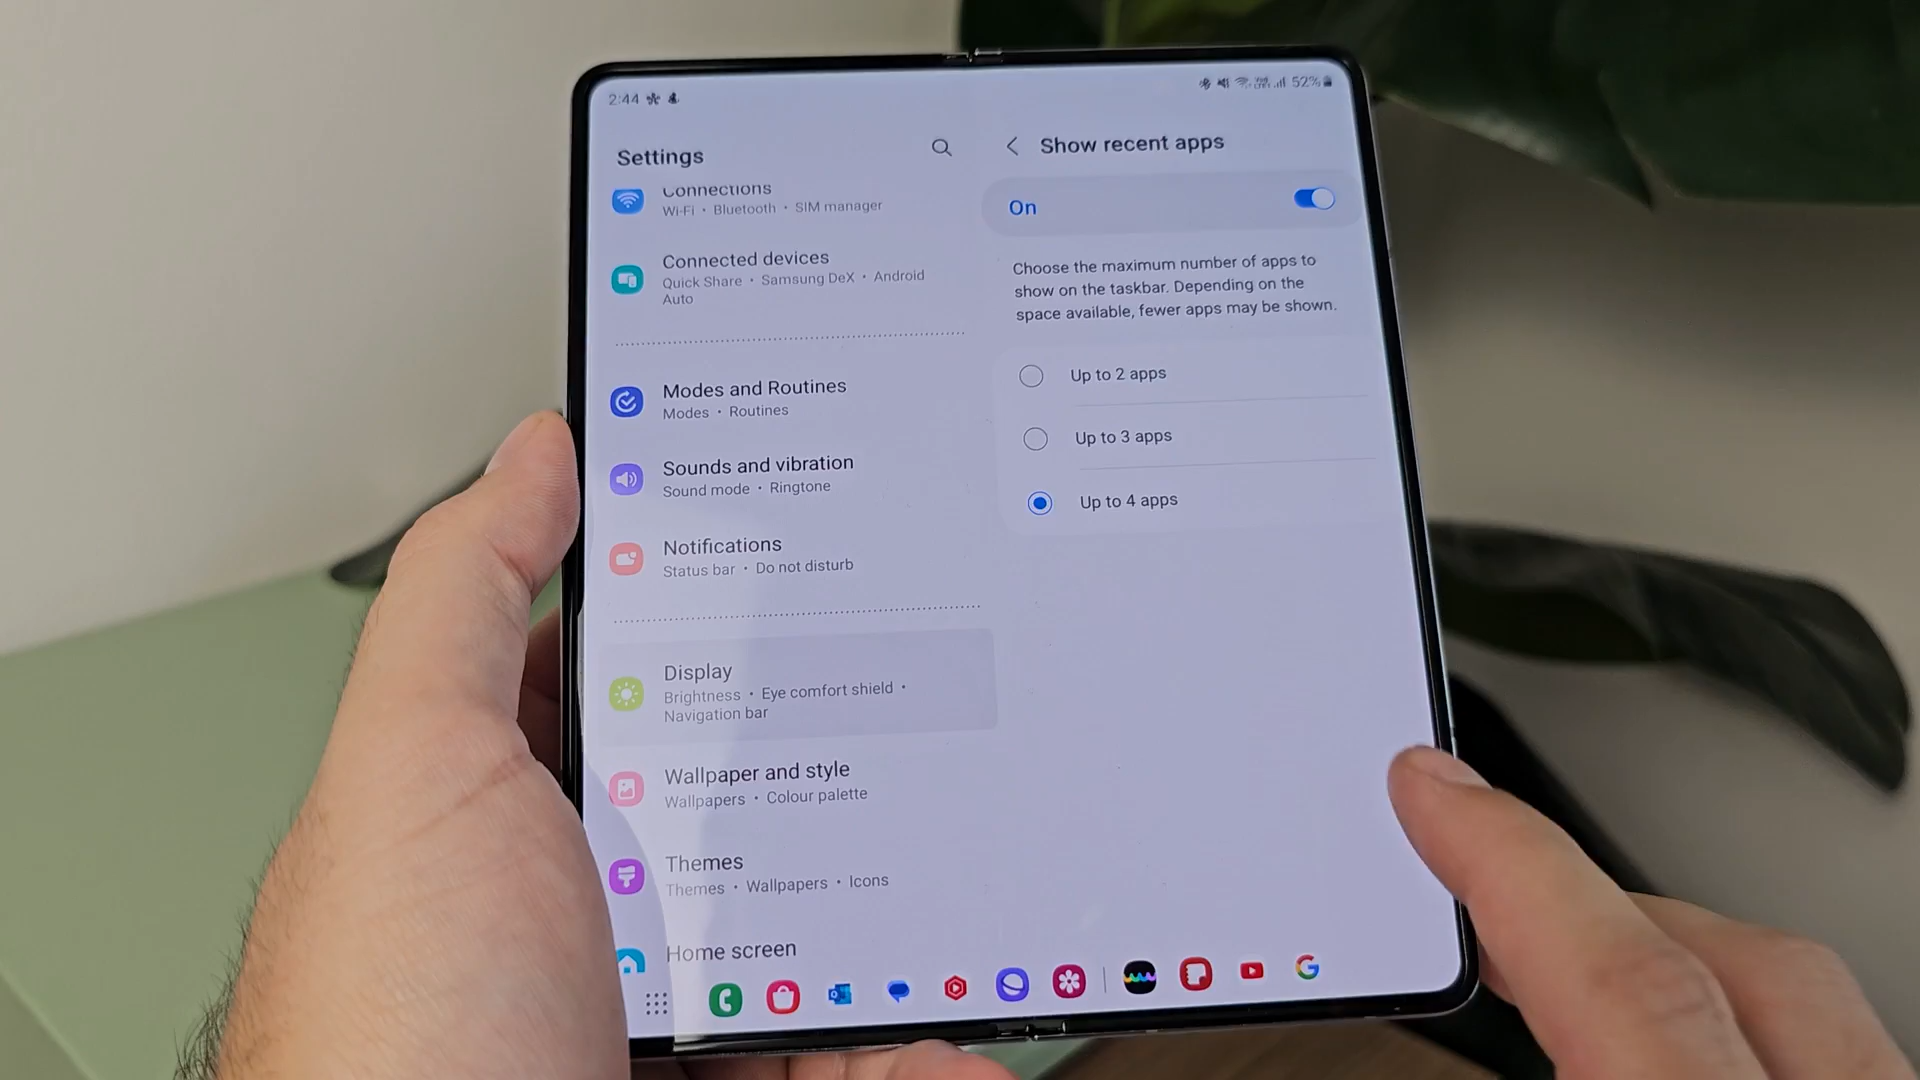 2:44
52%
Settings
Connections
Wi-Fi • Bluetooth • SIM manager
Connected devices
Quick Share • Samsung DeX • Android
Auto
Modes and Routines
Modes • Routines
Sounds and vibration
Sound mode • Ringtone
Notifications
Status bar • Do not disturb
Display
Brightness • Eye comfort shield •
Navigation bar
Wallpaper and style
Wallpapers • Colour palette
Themes
Themes • Wallpapers • Icons
Home screen
Show recent apps
On
Choose the maximum number of apps to
show on the taskbar. Depending on the
space available, fewer apps may be shown.
Up to 2 apps
Up to 3 apps
Up to 4 apps